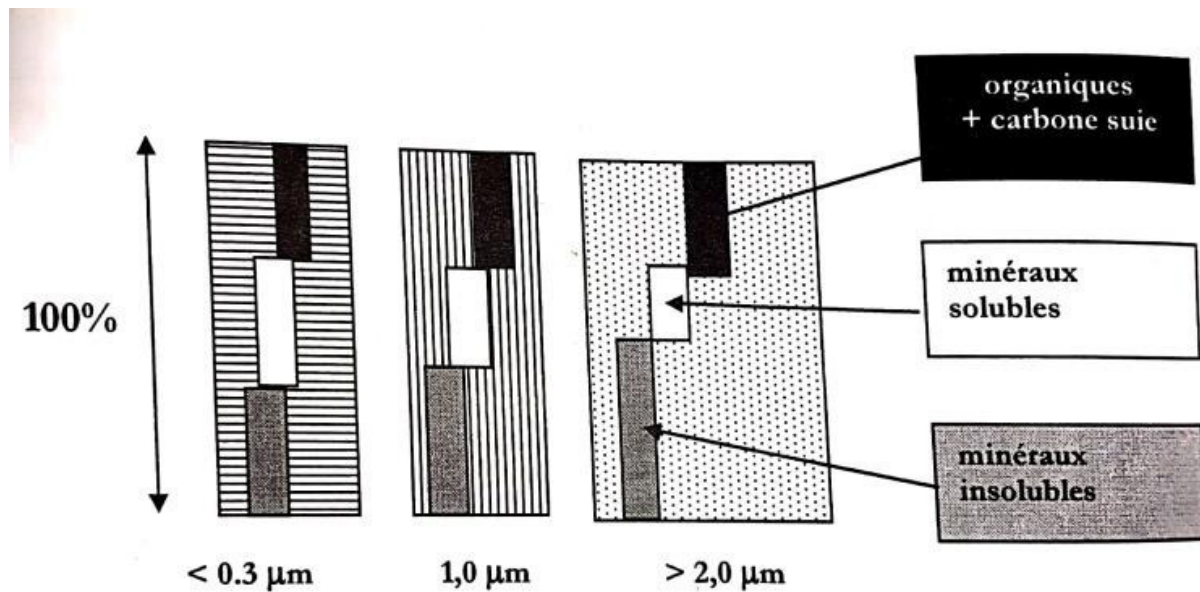 organiques
+ carbone suie
100%
minéraux
solubles
minéraux
insolubles
< 0.3 µm
1,0 µm
> 2,0 µm